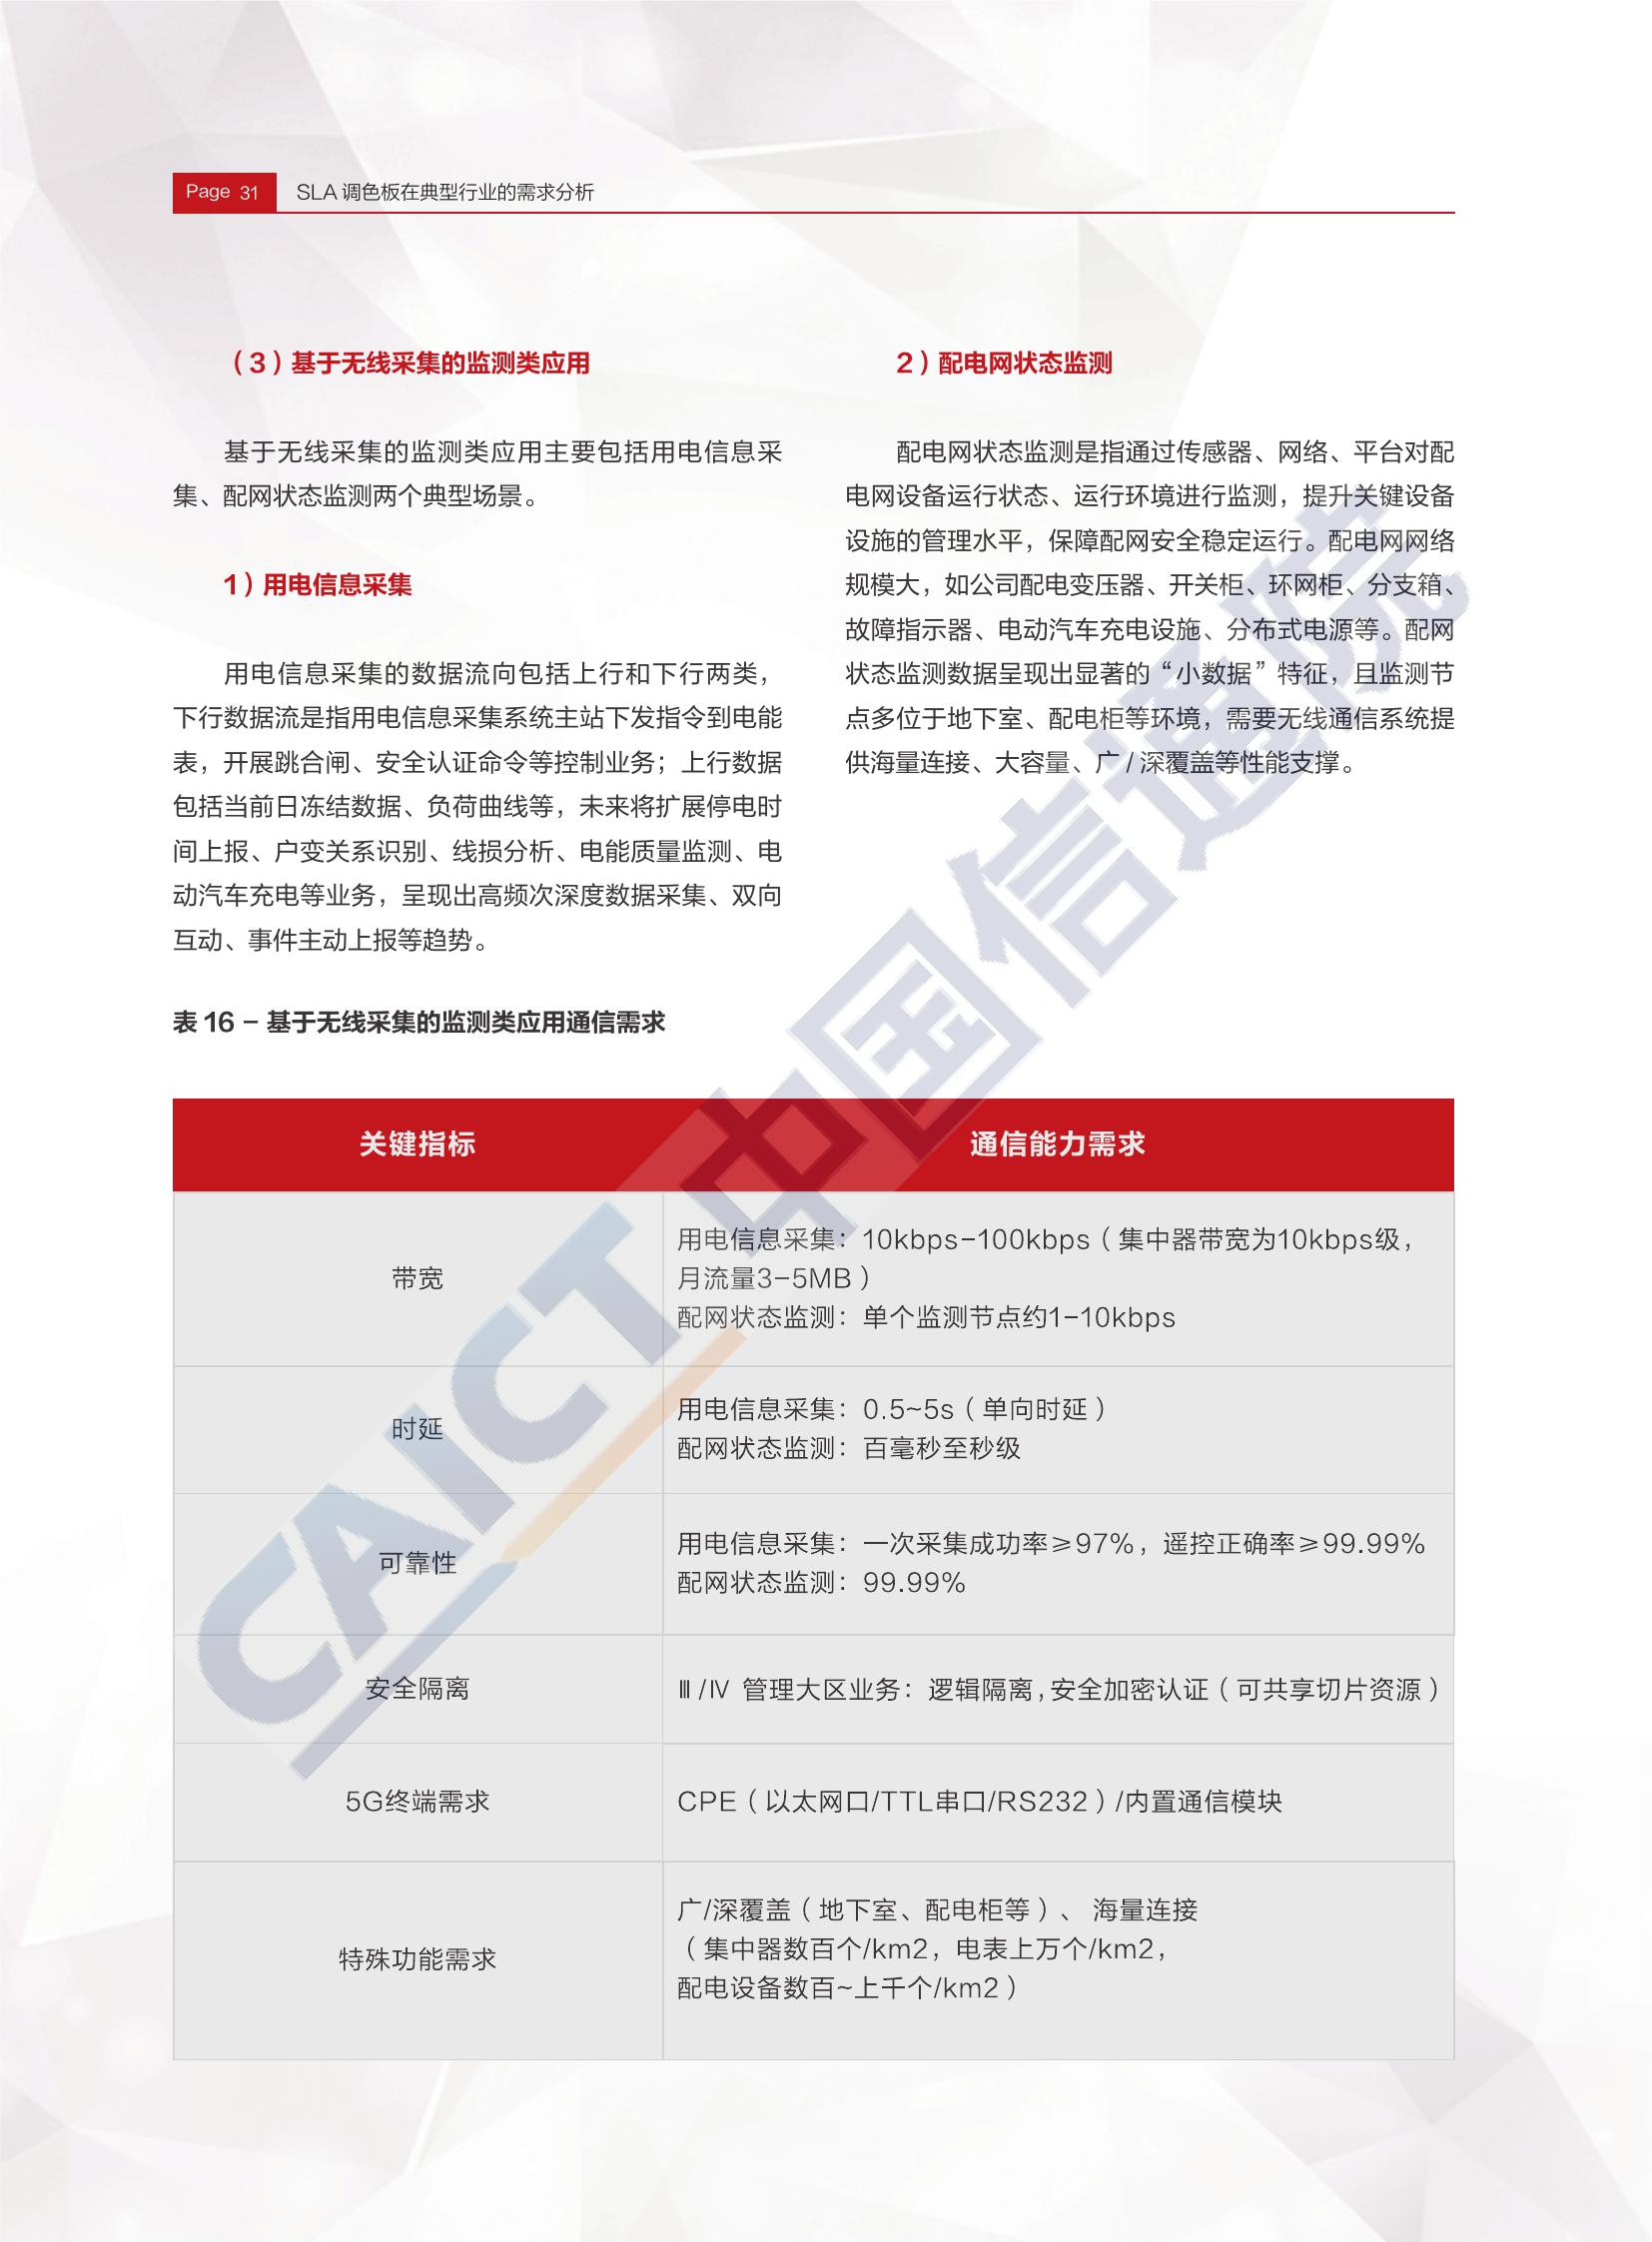 Page 31
SLA 调色板在典型行业的需求分析
（3）基于无线采集的监测类应用
基于无线采集的监测类应用主要包括用电信息采
集、配网状态监测两个典型场景。
1）用电信息采集
用电信息采集的数据流向包括上行和下行两类，
下行数据流是指用电信息采集系统主站下发指令到电能
表，开展跳合闸、安全认证命令等控制业务；上行数据
包括当前日冻结数据、负荷曲线等，未来将扩展停电时
间上报、户变关系识别、线损分析、电能质量监测、电
动汽车充电等业务，呈现出高频次深度数据采集、双向
互动、事件主动上报等趋势。
2）配电网状态监测
配电网状态监测是指通过传感器、网络、平台对配
电网设备运行状态、运行环境进行监测，提升关键设备
设施的管理水平，保障配网安全稳定运行。配电网网络
规模大，如公司配电变压器、开关柜、环网柜、分支箱、
故障指示器、电动汽车充电设施、分布式电源等。配网
状态监测数据呈现出显著的“小数据”特征，且监测节
点多位于地下室、配电柜等环境，需要无线通信系统提
供海量连接、大容量、广 / 深覆盖等性能支撑。
表 16 – 基于无线采集的监测类应用通信需求
关键指标
通信能力需求
带宽
用电信息采集：10kbps–100kbps（集中器带宽为10kbps级，
月流量3–5MB）
配网状态监测：单个监测节点约1–10kbps
时延
用电信息采集：0.5~5s（单向时延）
配网状态监测：百毫秒至秒级
可靠性
用电信息采集：一次采集成功率≥97%，遥控正确率≥99.99%
配网状态监测：99.99%
安全隔离
Ⅲ/Ⅳ 管理大区业务：逻辑隔离,安全加密认证（可共享切片资源）
5G终端需求
CPE（以太网口/TTL串口/RS232）/内置通信模块
特殊功能需求
广/深覆盖（地下室、配电柜等）、 海量连接
（集中器数百个/km2，电表上万个/km2，
配电设备数百~上千个/km2）
CAICT 中国信通院